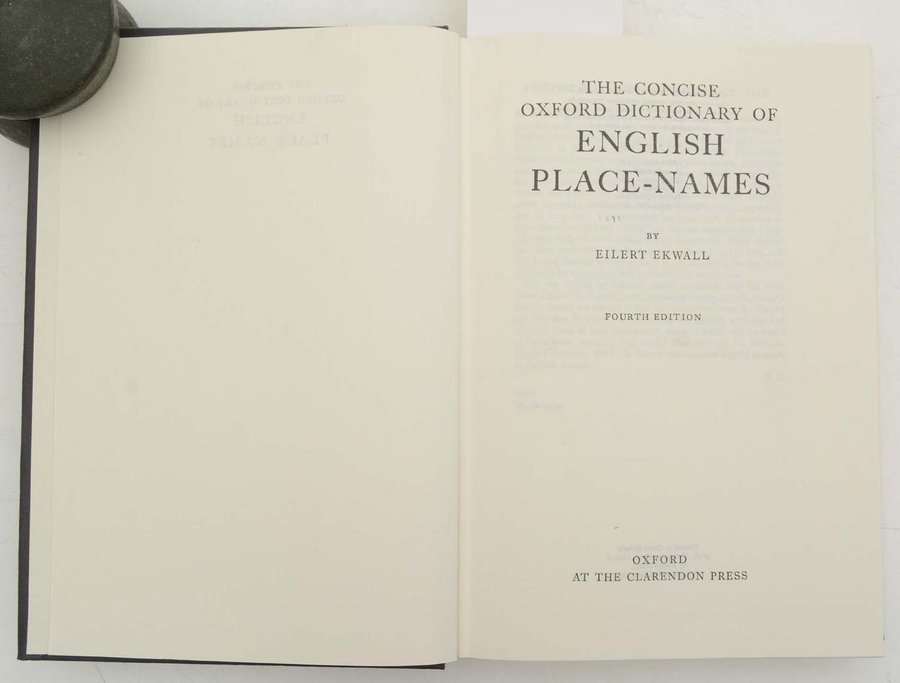 THE CONCISE
OXFORD DICTIONARY OF
ENGLISH
PLACE-NAMES
BY
EILERT EKWALL
FOURTH EDITION
OXFORD
AT THE CLARENDON PRESS